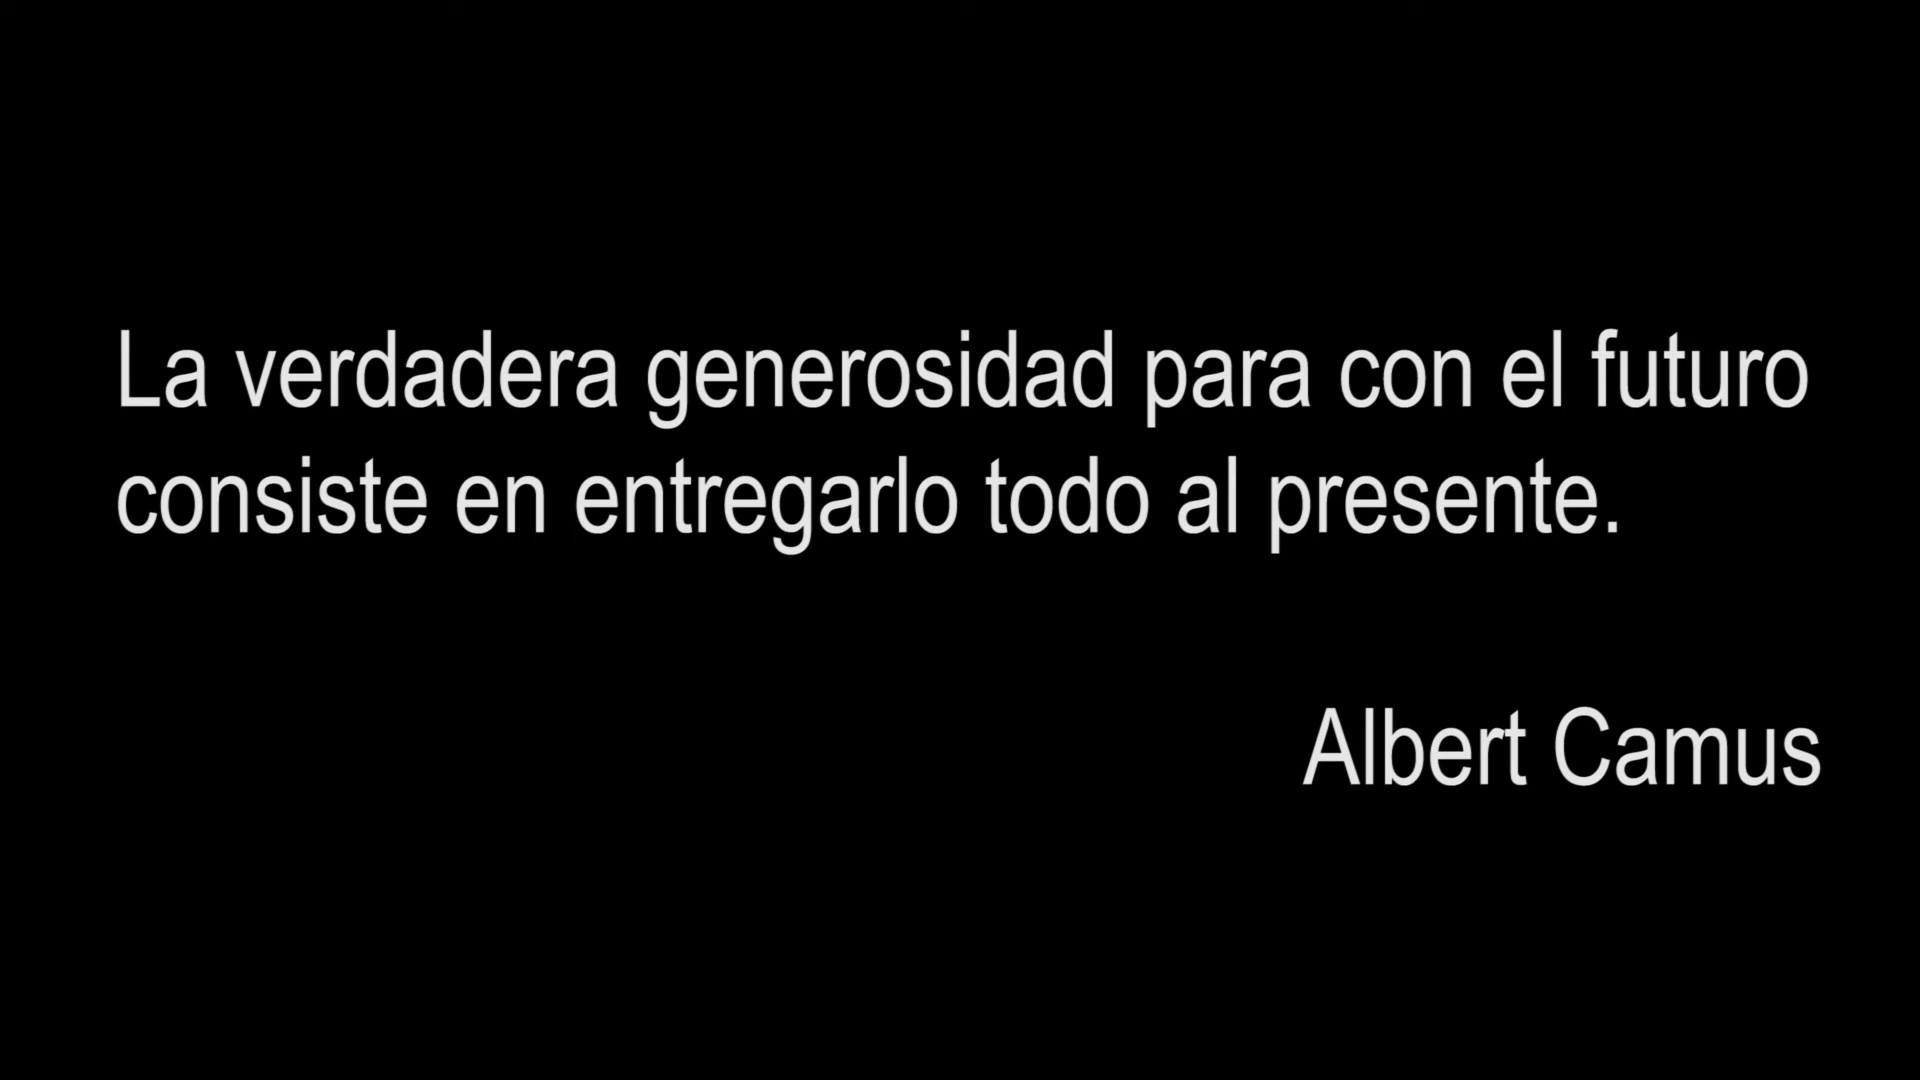 La verdadera generosidad para con el futuro
consiste en entregarlo todo al presente.
Albert Camus